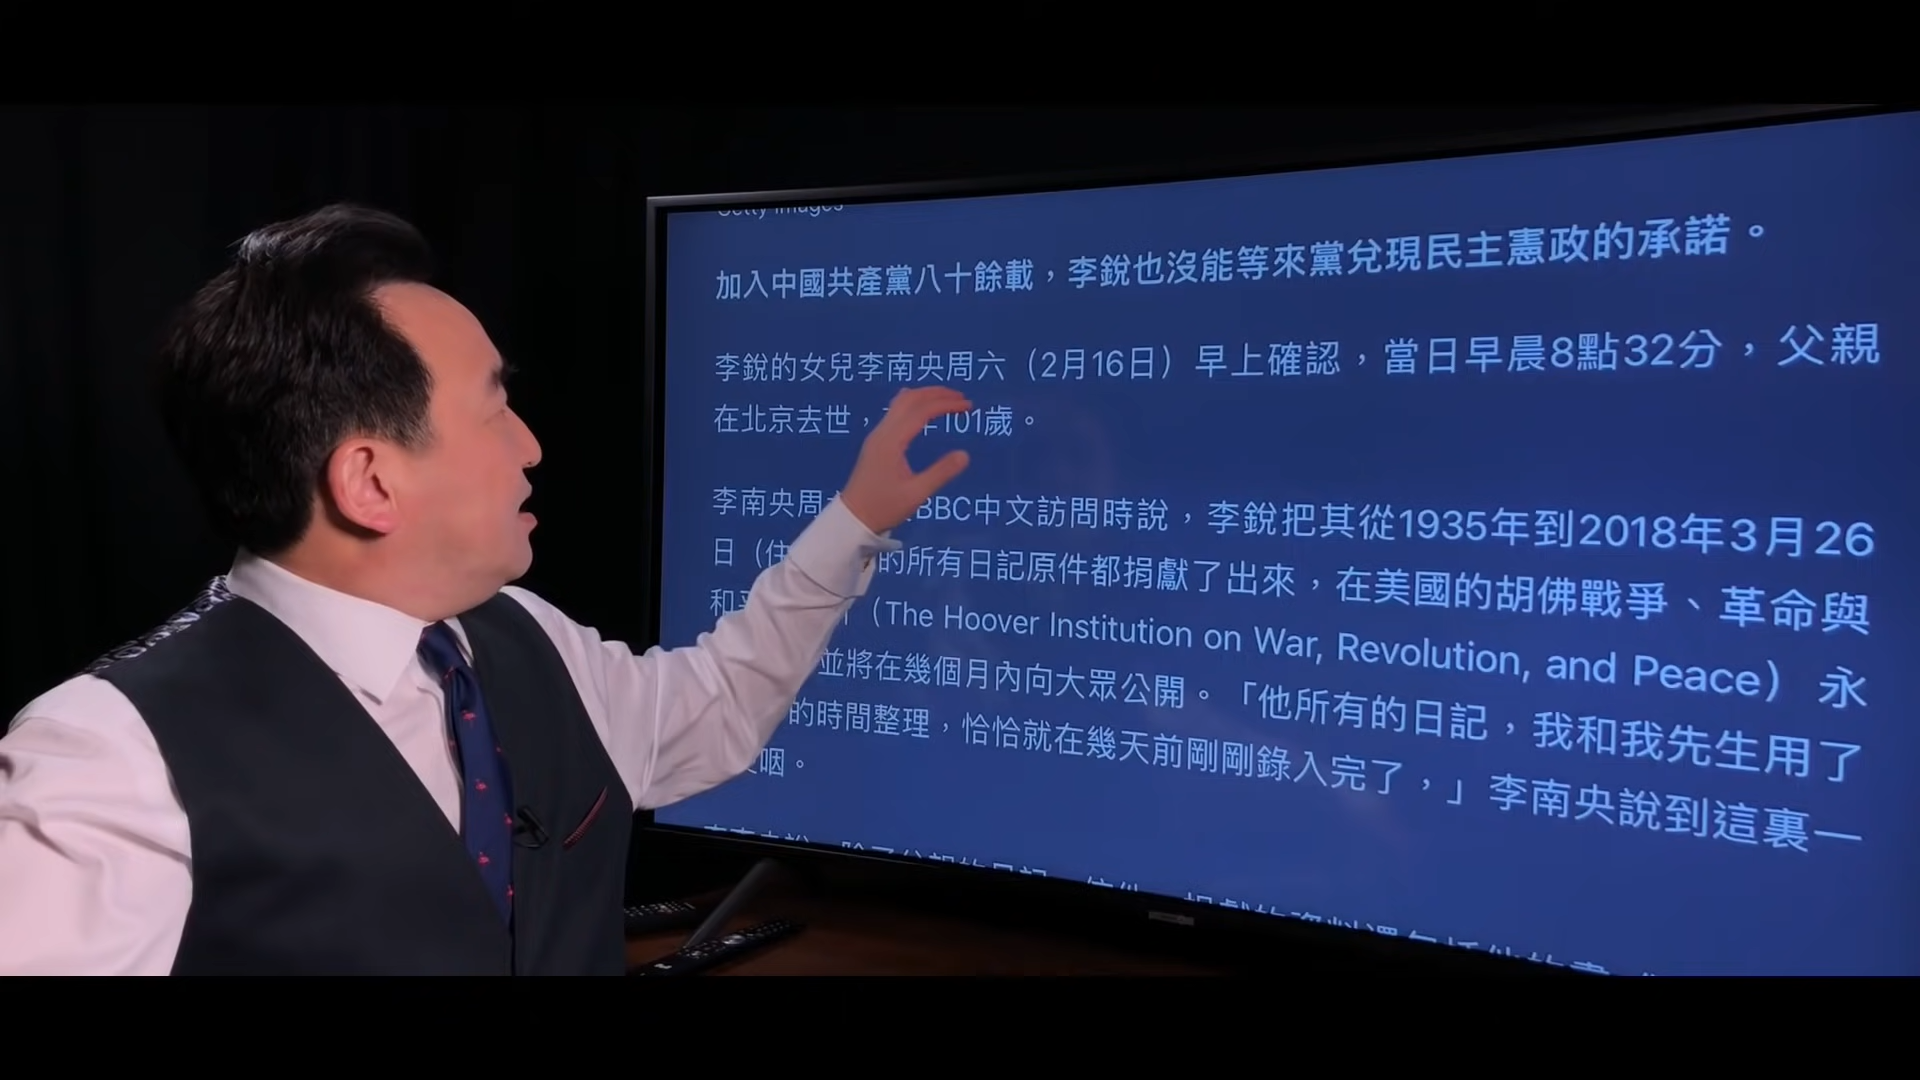 Getty Images
加入中國共產黨八十餘載，李銳也沒能等來黨兌現民主憲政的承諾。
李銳的女兒李南央周六（2月16日）早上確認，當日早晨8點32分，父親
在北京去世，年101歲。
李南央周 BBC中文訪問時說，李銳把其從1935年到2018年3月26
日（住 的所有日記原件都捐獻了出來，在美國的胡佛戰爭、革命與
和 （The Hoover Institution on War, Revolution, and Peace） 永
並將在幾個月內向大眾公開。「他所有的日記，我和我先生用了
的時間整理，恰恰就在幾天前剛剛錄入完了，」李南央說到這裏一
咽。